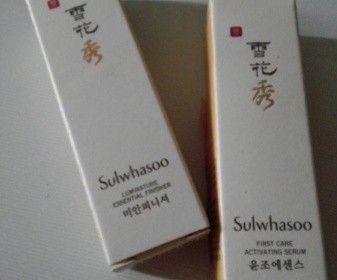 雪
花
秀
Sulwhasoo
LUMINATURE
ESSENTIAL FINISHER
미안피니셔
雪
花
秀
Sulwhasoo
FIRST CARE
ACTIVATING SERUM
윤조에센스